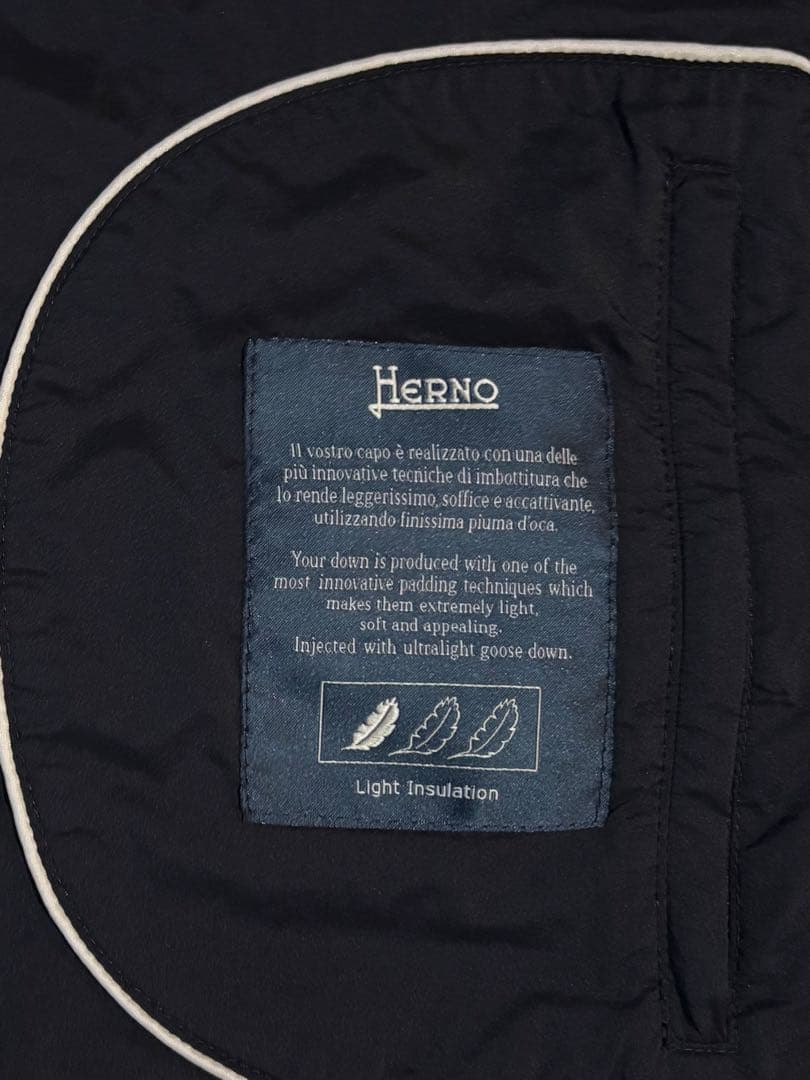 HERNO
Il vostro capo è realizzato con una delle
più innovative tecniche di imbottitura che
lo rende leggerissimo, soffice e accattivante,
utilizzando finissima piuma d'oca.
Your down is produced with one of the
most innovative padding techniques which
makes them extremely light,
soft and appealing.
Injected with ultralight goose down.
Light Insulation